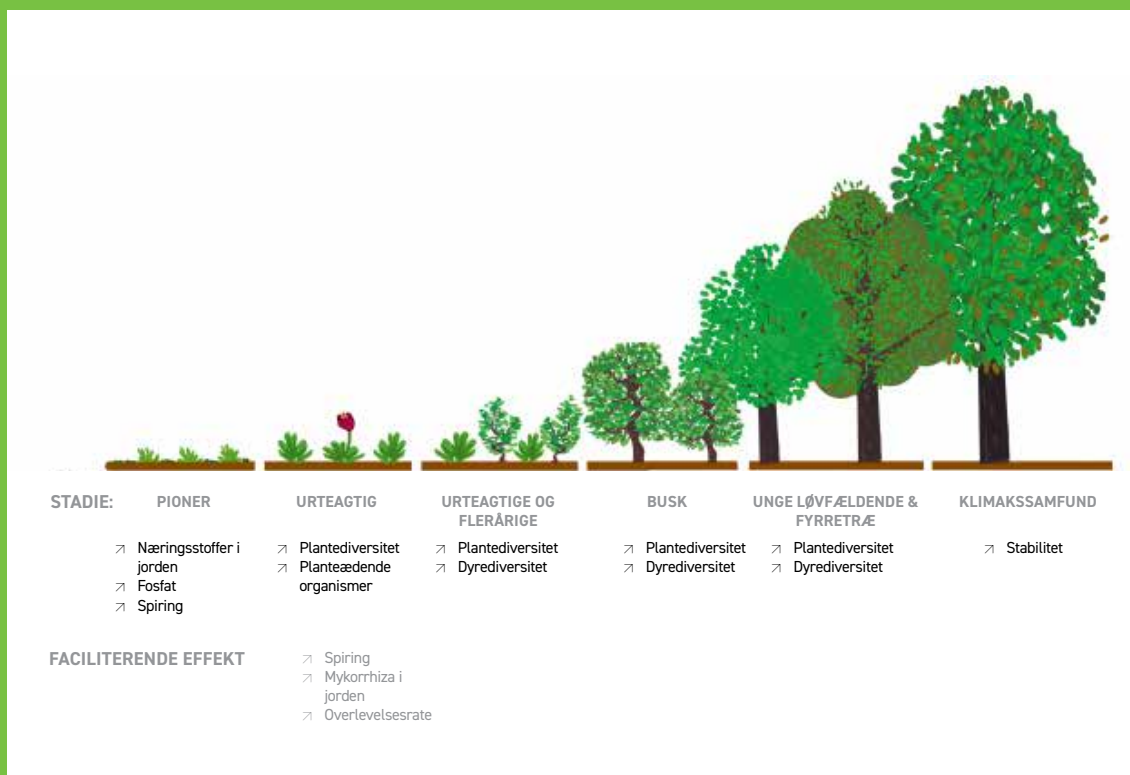 STADIE:
PIONER
↗ Næringsstoffer i
jorden
↗ Fosfat
↗ Spiring
URTEAGTIG
↗ Plantediversitet
↗ Planteædende
organismer
URTEAGTIGE OG
FLERÅRIGE
↗ Plantediversitet
↗ Dyrediversitet
BUSK
↗ Plantediversitet
↗ Dyrediversitet
UNGE LØVFÆLDENDE &
FYRRETRÆ
↗ Plantediversitet
↗ Dyrediversitet
KLIMAKSSAMFUND
↗ Stabilitet
FACILITERENDE EFFEKT
↗ Spiring
↗ Mykorrhiza i
jorden
↗ Overlevelsesrate